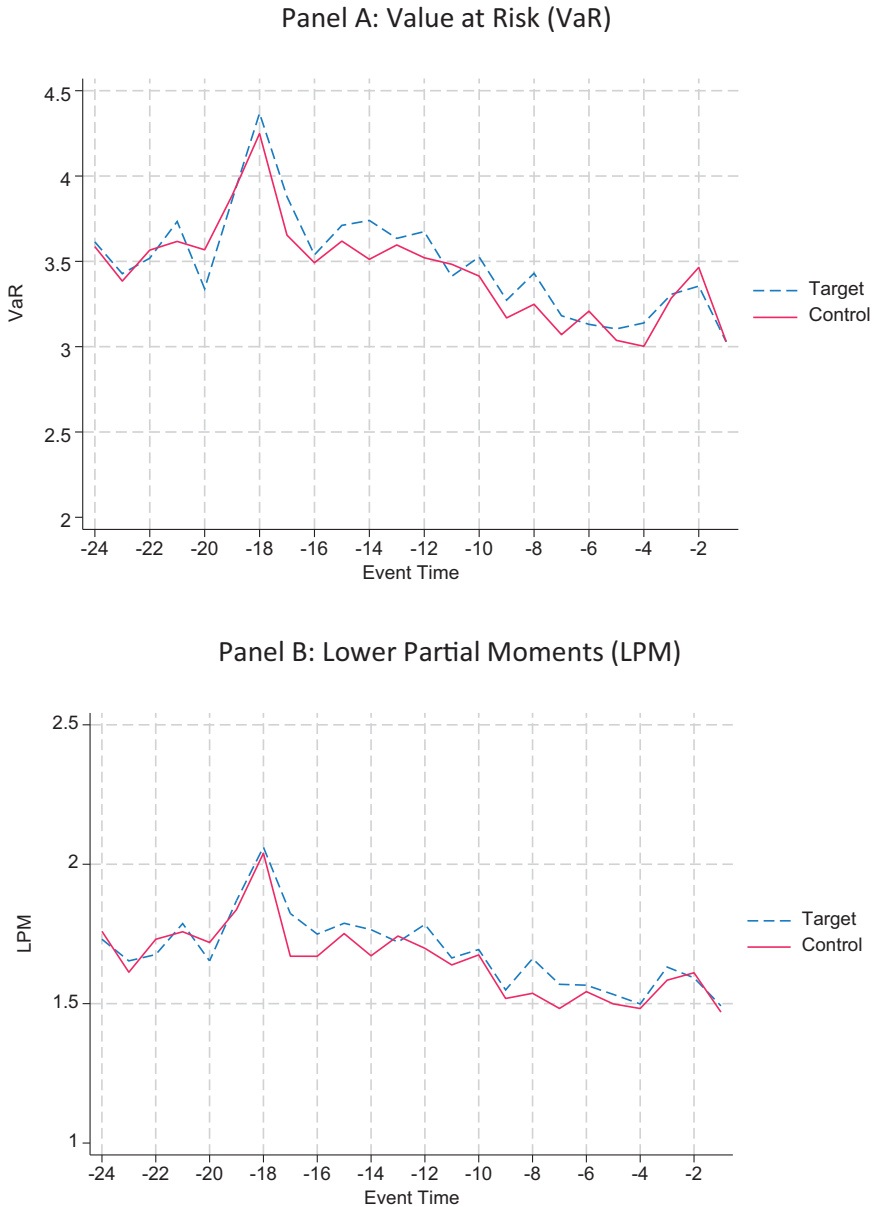 Panel A: Value at Risk (VaR)
4.5
4
3.5
3
2.5
2
VaR
-24 -22 -20 -18 -16 -14 -12 -10 -8 -6 -4 -2
Event Time
Target
Control
Panel B: Lower Partial Moments (LPM)
2.5
2
1.5
1
LPM
-24 -22 -20 -18 -16 -14 -12 -10 -8 -6 -4 -2
Event Time
Target
Control